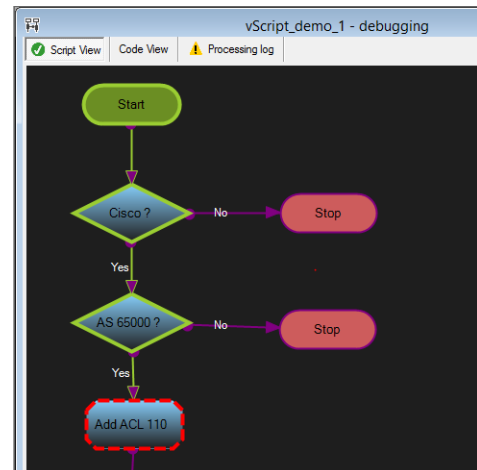 vScript_demo_1 - debugging
Script View Code View Processing log
Start
Cisco ?
No
Stop
Yes
AS 65000 ?
No
Stop
Yes
Add ACL 110